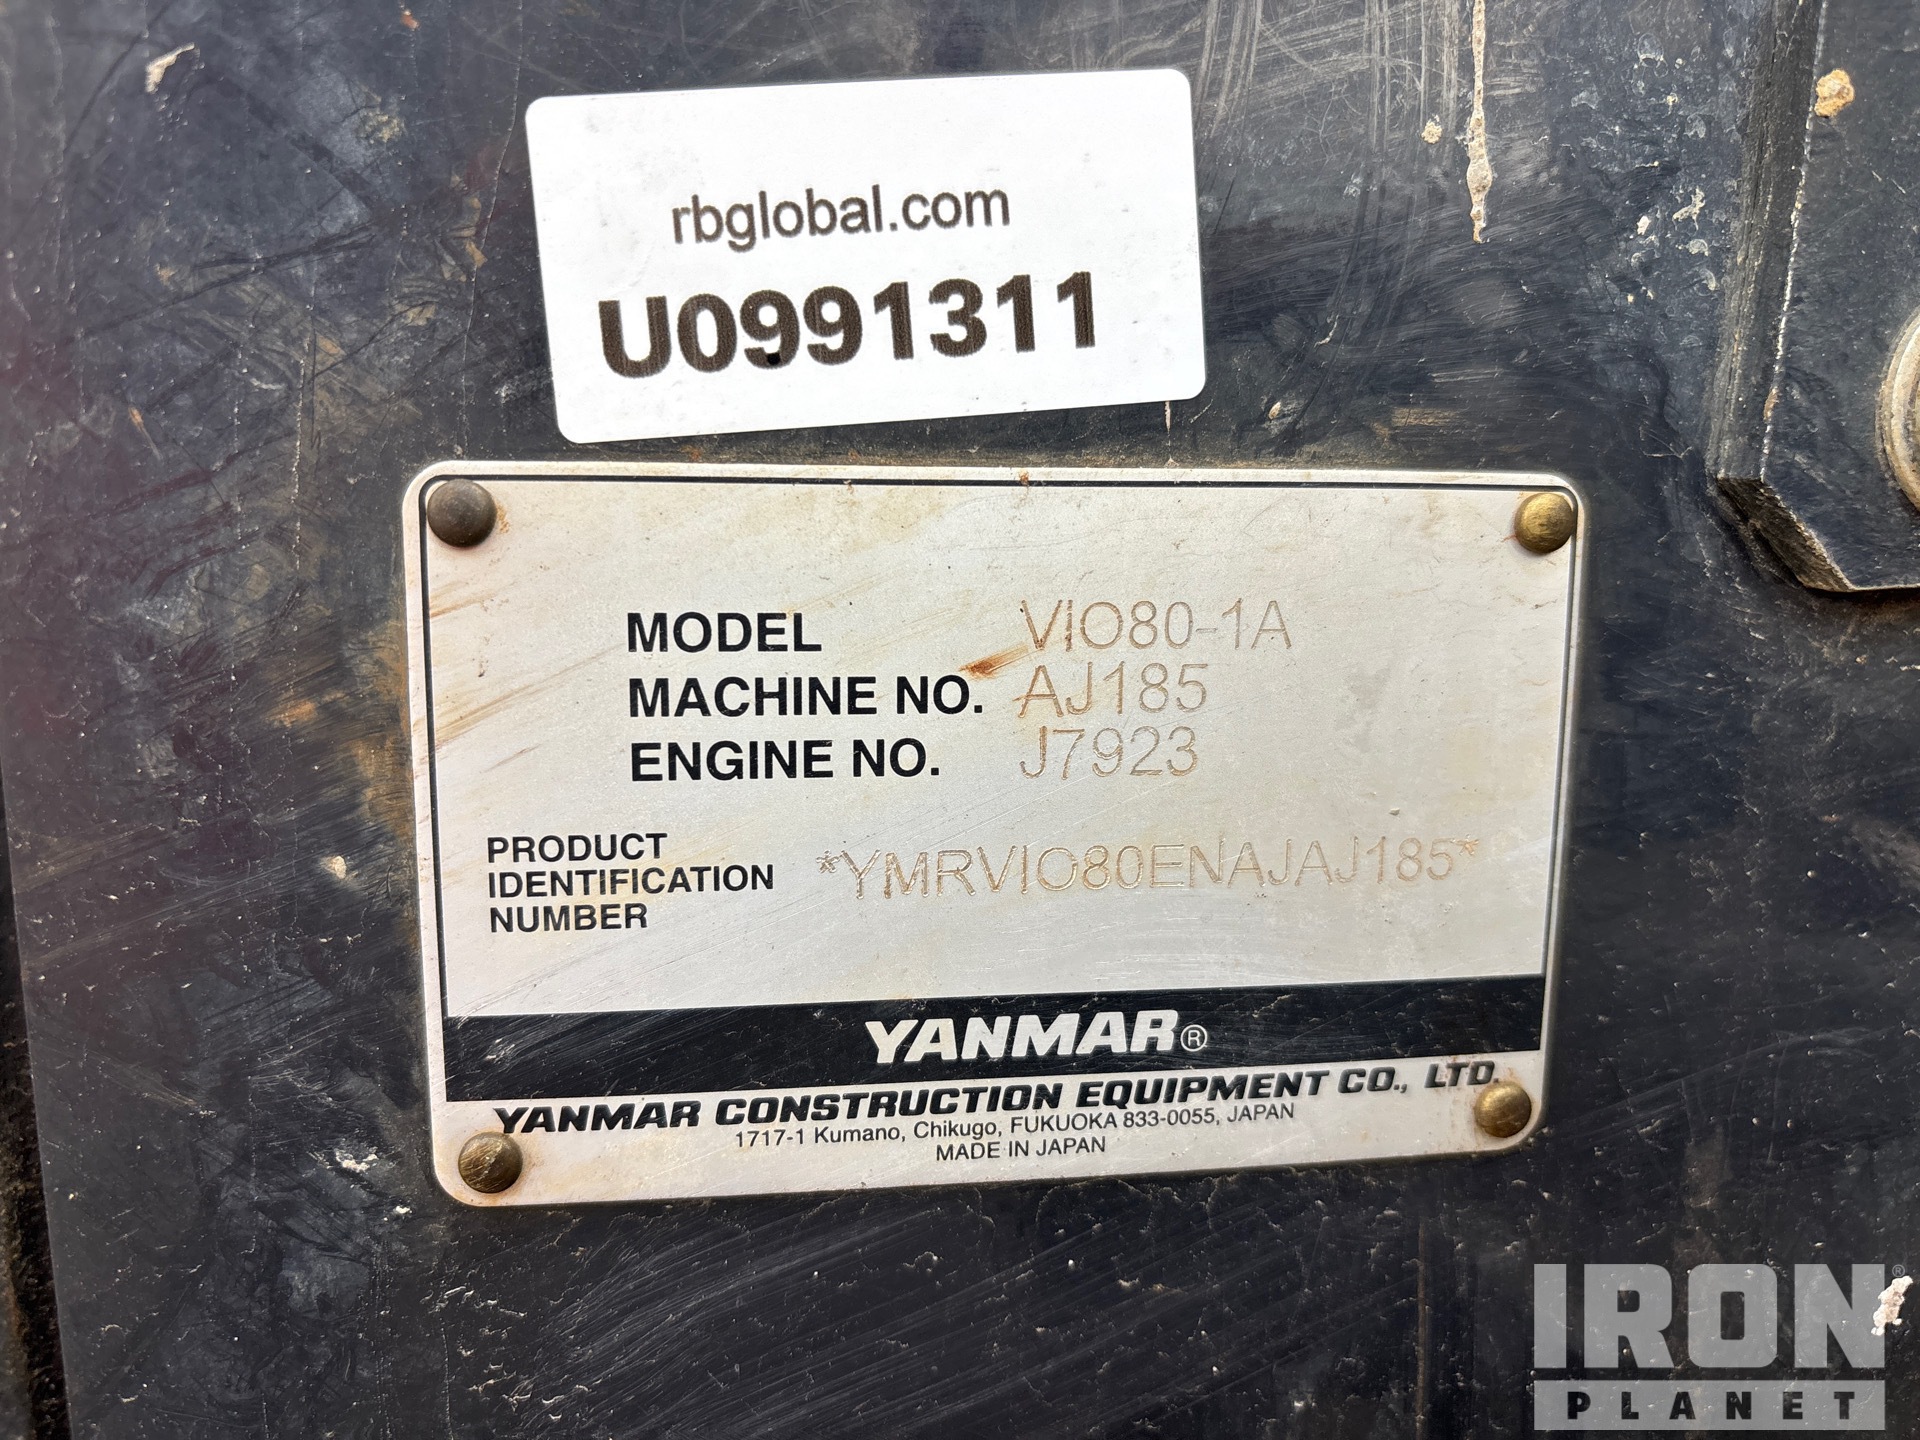 rbglobal.com
U0991311
MODEL VIO80-1A
MACHINE NO. AJ185
ENGINE NO. J7923
PRODUCT
IDENTIFICATION
NUMBER
*YMRVIO80ENAJAJ185*
YANMAR®
YANMAR CONSTRUCTION EQUIPMENT CO., LTD.
1717-1 Kumano, Chikugo, FUKUOKA 833-0055, JAPAN
MADE IN JAPAN
IRON®
PLANET